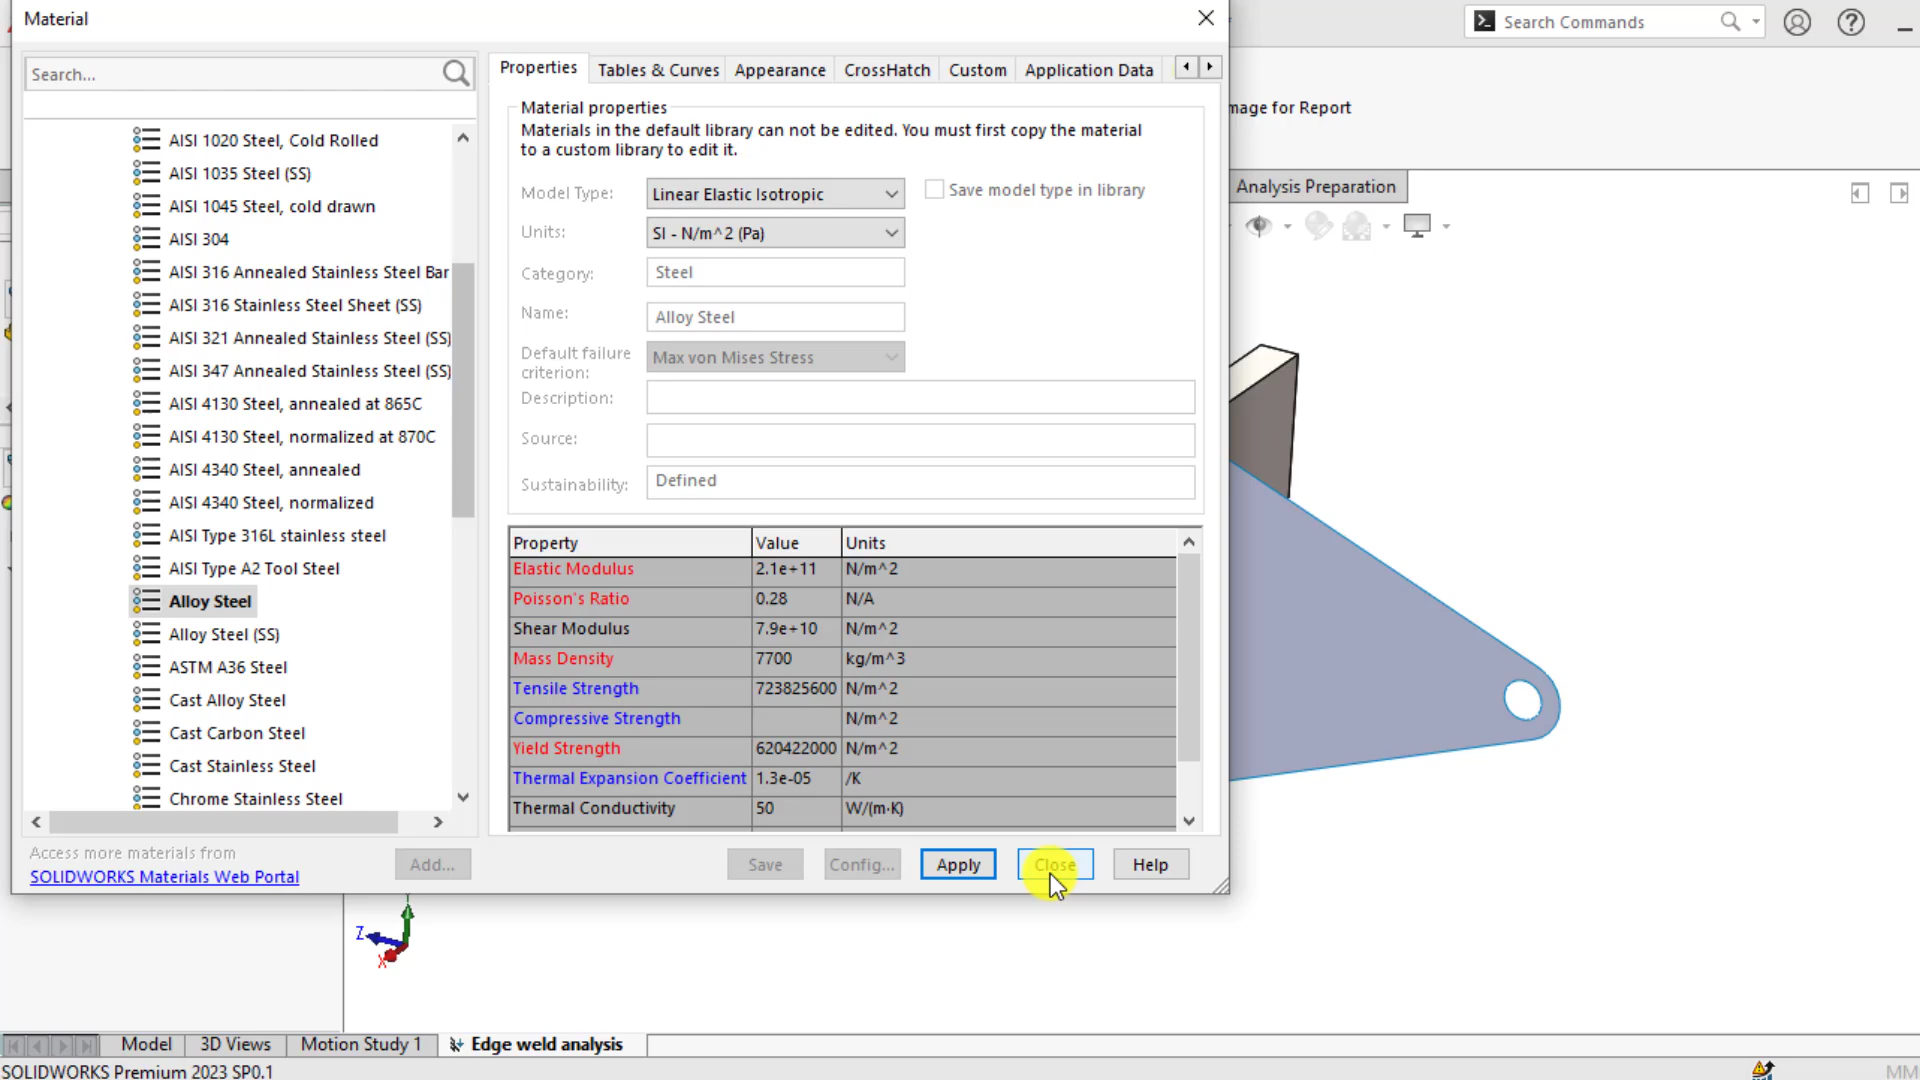 Material
Search Commands
Search...
Properties
Tables & Curves
Appearance
CrossHatch
Custom
Application Data
Material properties
Materials in the default library can not be edited. You must first copy the material
to a custom library to edit it.
Model Type:
Linear Elastic Isotropic
Save model type in library
Units:
SI - N/m^2 (Pa)
Category:
Steel
Name:
Alloy Steel
Default failure
criterion:
Max von Mises Stress
Description:
Source:
Sustainability:
Defined
AISI 1020 Steel, Cold Rolled
AISI 1035 Steel (SS)
AISI 1045 Steel, cold drawn
AISI 304
AISI 316 Annealed Stainless Steel Bar
AISI 316 Stainless Steel Sheet (SS)
AISI 321 Annealed Stainless Steel (SS)
AISI 347 Annealed Stainless Steel (SS)
AISI 4130 Steel, annealed at 865C
AISI 4130 Steel, normalized at 870C
AISI 4340 Steel, annealed
AISI 4340 Steel, normalized
AISI Type 316L stainless steel
AISI Type A2 Tool Steel
Alloy Steel
Alloy Steel (SS)
ASTM A36 Steel
Cast Alloy Steel
Cast Carbon Steel
Cast Stainless Steel
Chrome Stainless Steel
Property Value Units
Elastic Modulus 2.1e+11 N/m^2
Poisson's Ratio 0.28 N/A
Shear Modulus 7.9e+10 N/m^2
Mass Density 7700 kg/m^3
Tensile Strength 723825600 N/m^2
Compressive Strength N/m^2
Yield Strength 620422000 N/m^2
Thermal Expansion Coefficient 1.3e-05 /K
Thermal Conductivity 50 W/(m·K)
Access more materials from
SOLIDWORKS Materials Web Portal
Add...
Save
Config...
Apply
Close
Help
for Report
Analysis Preparation
Z
X
Model
3D Views
Motion Study 1
Edge weld analysis
SOLIDWORKS Premium 2023 SP0.1